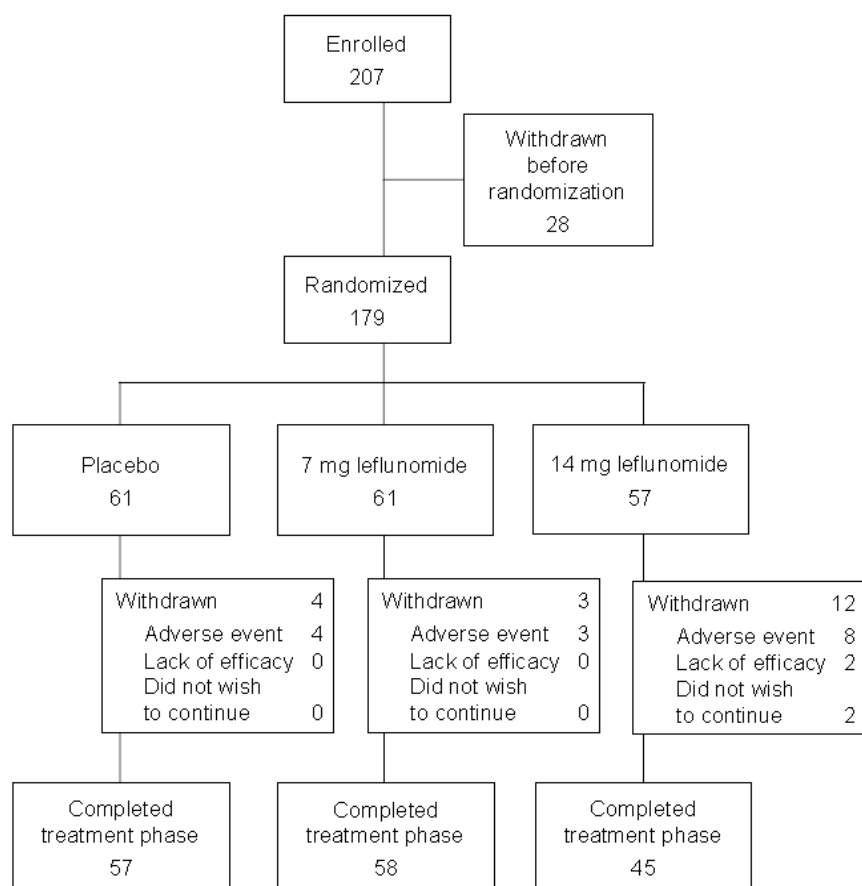 Enrolled
207
Withdrawn
before
randomization
28
Randomized
179
Placebo
61
7 mg leflunomide
61
14 mg leflunomide
57
Withdrawn 4
Adverse event 4
Lack of efficacy 0
Did not wish
to continue 0
Withdrawn 3
Adverse event 3
Lack of efficacy 0
Did not wish
to continue 0
Withdrawn 12
Adverse event 8
Lack of efficacy 2
Did not wish
to continue 2
Completed
treatment phase
57
Completed
treatment phase
58
Completed
treatment phase
45